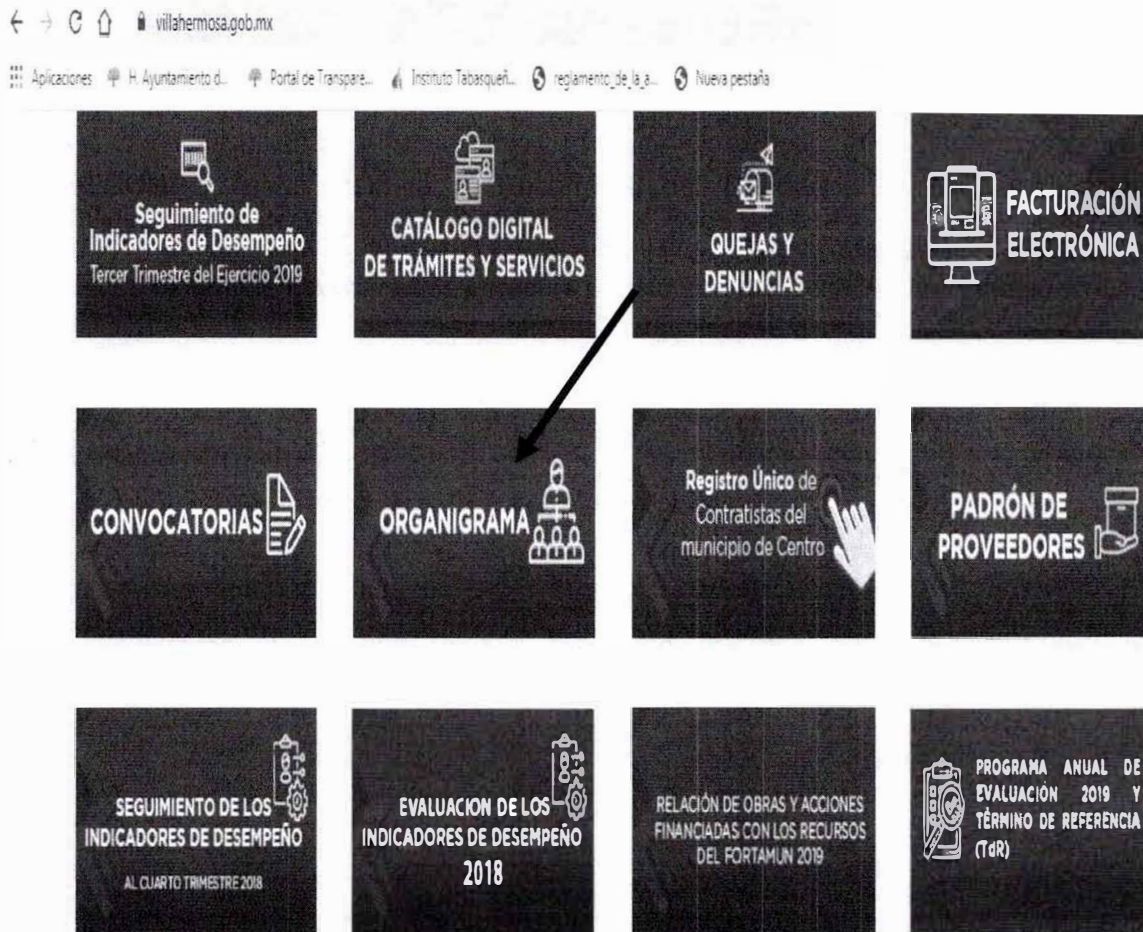 villahermosa.gob.mx
Aplicaciones H. Ayuntamiento d... Portal de Transpare... Instituto Tabasqueñ... reglamento_de_la_a... Nueva pestaña
Seguimiento de
Indicadores de Desempeño
Tercer Trimestre del Ejercicio 2019
CATÁLOGO DIGITAL
DE TRÁMITES Y SERVICIOS
QUEJAS Y
DENUNCIAS
FACTURACIÓN
ELECTRÓNICA
CONVOCATORIAS
ORGANIGRAMA
Registro Único de
Contratistas del
municipio de Centro
PADRÓN DE
PROVEEDORES
SEGUIMIENTO DE LOS
INDICADORES DE DESEMPEÑO
AL CUARTO TRIMESTRE 2018
EVALUACION DE LOS
INDICADORES DE DESEMPEÑO
2018
RELACIÓN DE OBRAS Y ACCIONES
FINANCIADAS CON LOS RECURSOS
DEL FORTAMUN 2019
PROGRAMA ANUAL DE
EVALUACIÓN 2019 Y
TÉRMINO DE REFERENCIA
(TdR)